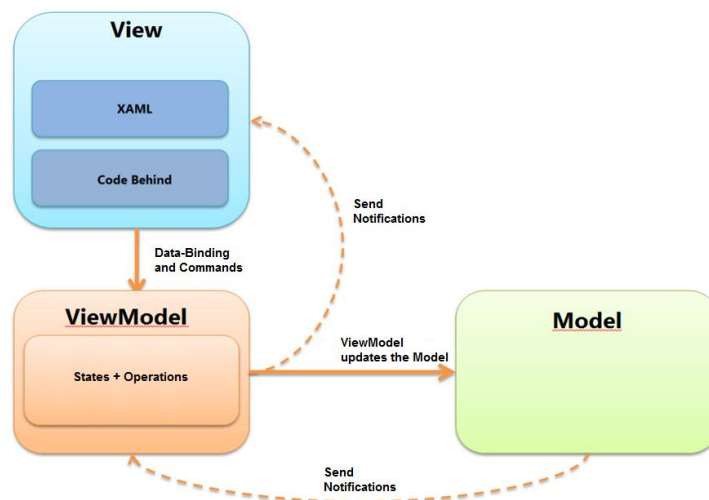 View
XAML
Code Behind
Send
Notifications
Data-Binding
and Commands
ViewModel
States + Operations
ViewModel
updates the Model
Model
Send
Notifications